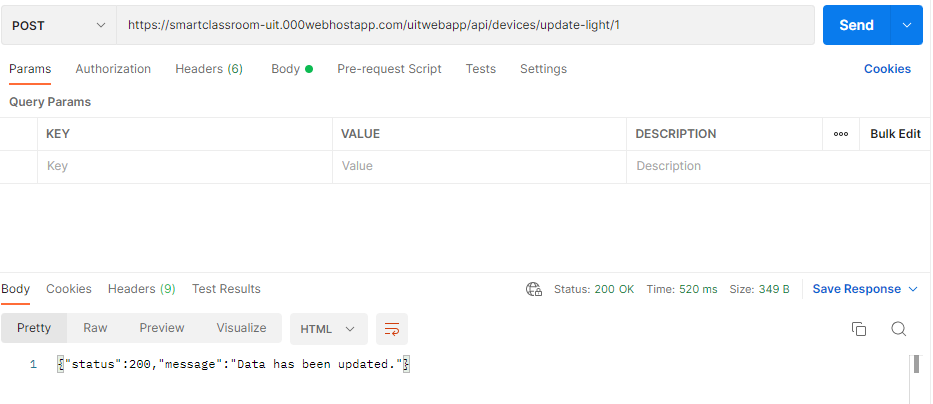 POST https://smartclassroom-uit.000webhostapp.com/uitwebapp/api/devices/update-light/1 Send
Params Authorization Headers (6) Body Pre-request Script Tests Settings Cookies
Query Params
KEY VALUE DESCRIPTION ooo Bulk Edit
Key Value Description
Body Cookies Headers (9) Test Results Status: 200 OK Time: 520 ms Size: 349 B Save Response
Pretty Raw Preview Visualize HTML
1 {"status":200,"message":"Data has been updated."}